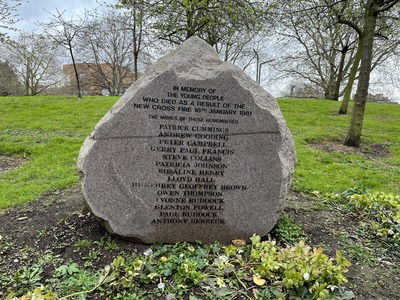 IN MEMORY OF
THE YOUNG PEOPLE
WHO DIED AS A RESULT OF THE
NEW CROSS FIRE 18TH JANUARY 1981
THE NAMES BE THOSE REMEMBERED
PATRICK CUMMINGS
ANDREW GOODING
PETER CAMPBELL
GERRY PAUL FRANCIS
STEVE COLLINS
PATRICIA JOHNSON
ROSALINE HENRY
LLOYD HALL
HUMPHREY GEOFFREY BROWN
OWEN THOMPSON
YVONNE RUDDOCK
GLENTON POWELL
PAUL RUDDOCK
ANTHONY BERBECK